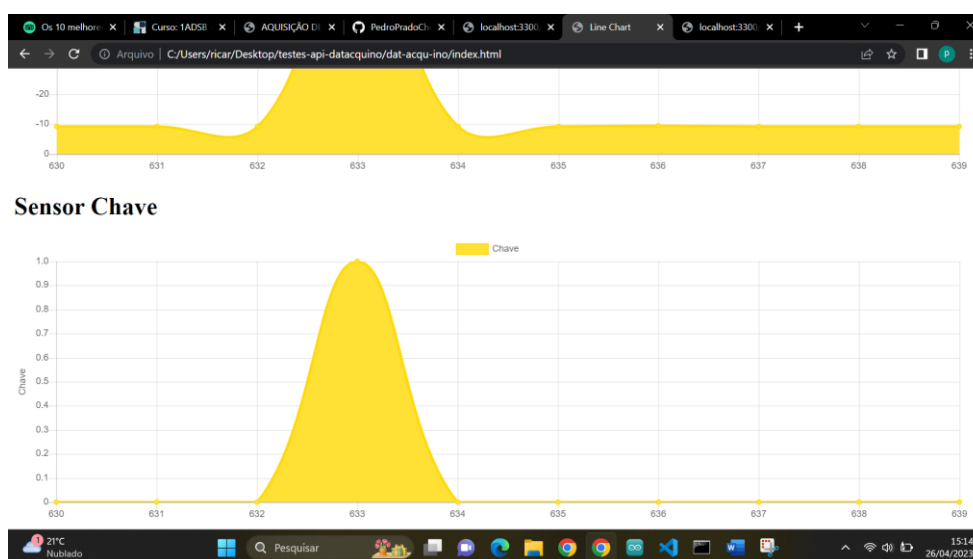 Os 10 melhore
Curso: 1ADSB
AQUISIÇÃO D
PedroPradoCh
localhost:3300,
Line Chart
localhost:3300,
Arquivo C:/Users/ricar/Desktop/testes-api-datacquino/dat-acqu-ino/index.html
P
-20
-10
0
630 631 632 633 634 635 636 637 638 639
Sensor Chave
Chave
1.0
0.9
0.8
0.7
0.6
0.5
0.4
0.3
0.2
0.1
0
Chave
630 631 632 633 634 635 636 637 638 639
1
21°C
Nublado
Pesquisar
15:1
26/04/2023